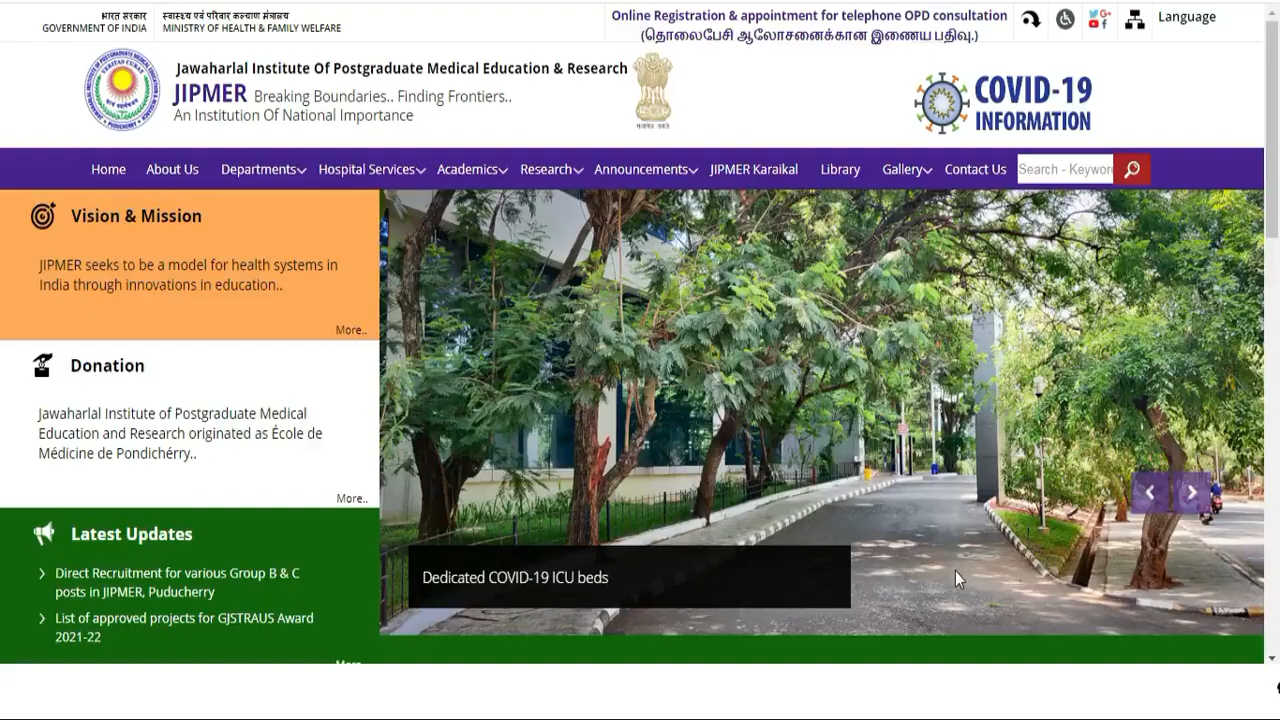 भारत सरकार
GOVERNMENT OF INDIA
स्वास्थ्य एवं परिवार कल्याण मंत्रालय
MINISTRY OF HEALTH & FAMILY WELFARE
Online Registration & appointment for telephone OPD consultation
(தொலைபேசி ஆலோசனைக்கான இணைய பதிவு.)
Language
Jawaharlal Institute Of Postgraduate Medical Education & Research
JIPMER Breaking Boundaries.. Finding Frontiers..
An Institution Of National Importance
COVID-19
INFORMATION
Home About Us Departments Hospital Services Academics Research Announcements JIPMER Karaikal Library Gallery Contact Us Search - Keywor
Vision & Mission
JIPMER seeks to be a model for health systems in
India through innovations in education..
More..
Donation
Jawaharlal Institute of Postgraduate Medical
Education and Research originated as École de
Médicine de Pondichérry..
More..
Latest Updates
Direct Recruitment for various Group B & C
posts in JIPMER, Puducherry
List of approved projects for GJSTRAUS Award
2021-22
Dedicated COVID-19 ICU beds